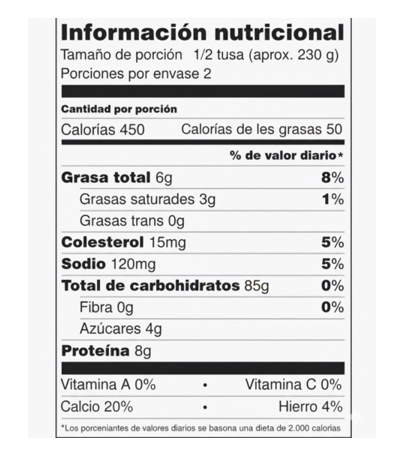 Información nutricional
Tamaño de porción 1/2 tusa (aprox. 230 g)
Porciones por envase 2
Cantidad por porción
Calorías 450 Calorías de les grasas 50
% de valor diario*
Grasa total 6g 8%
Grasas saturades 3g 1%
Grasas trans 0g
Colesterol 15mg 5%
Sodio 120mg 5%
Total de carbohidratos 85g 0%
Fibra 0g 0%
Azúcares 4g
Proteína 8g
Vitamina A 0% • Vitamina C 0%
Calcio 20% • Hierro 4%
*Los porceniantes de valores diarios se basona una dieta de 2.000 calorias